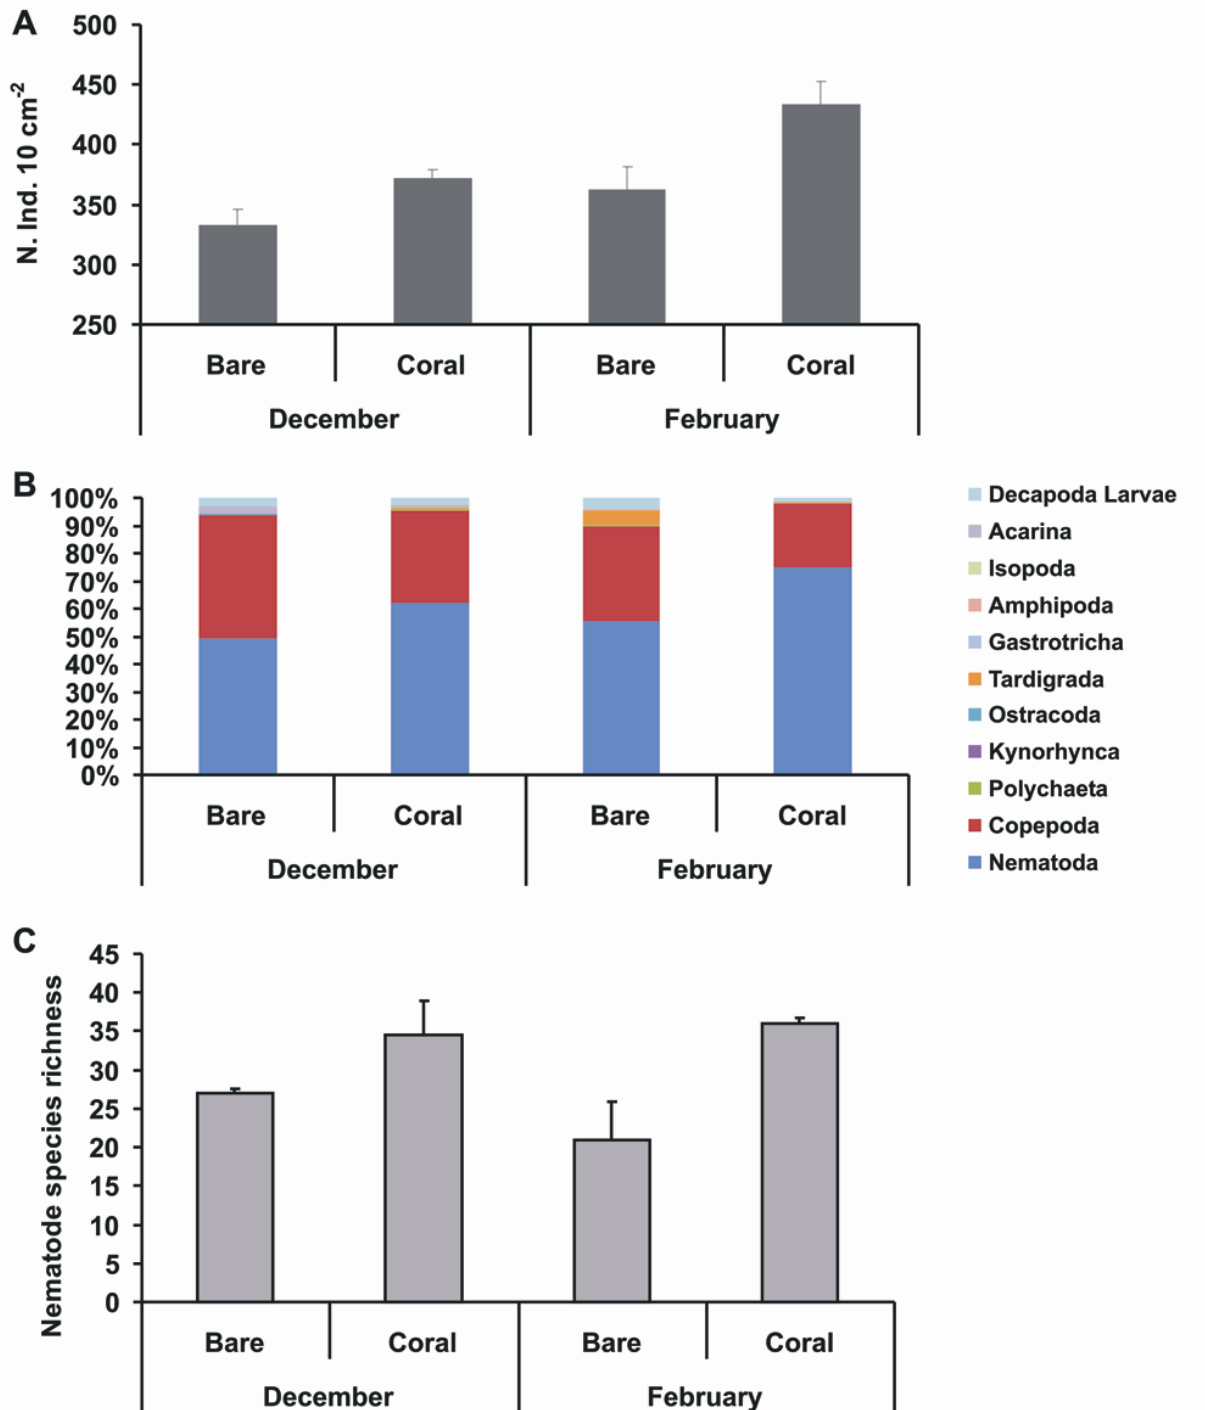 A
N. Ind. 10 cm-2
500
450
400
350
300
250
Bare Coral Bare Coral
December February
B
100%
90%
80%
70%
60%
50%
40%
30%
20%
10%
0%
Bare Coral Bare Coral
December February
Decapoda Larvae
Acarina
Isopoda
Amphipoda
Gastrotricha
Tardigrada
Ostracoda
Kynorhynca
Polychaeta
Copepoda
Nematoda
C
Nematode species richness
45
40
35
30
25
20
15
10
5
0
Bare Coral Bare Coral
December February